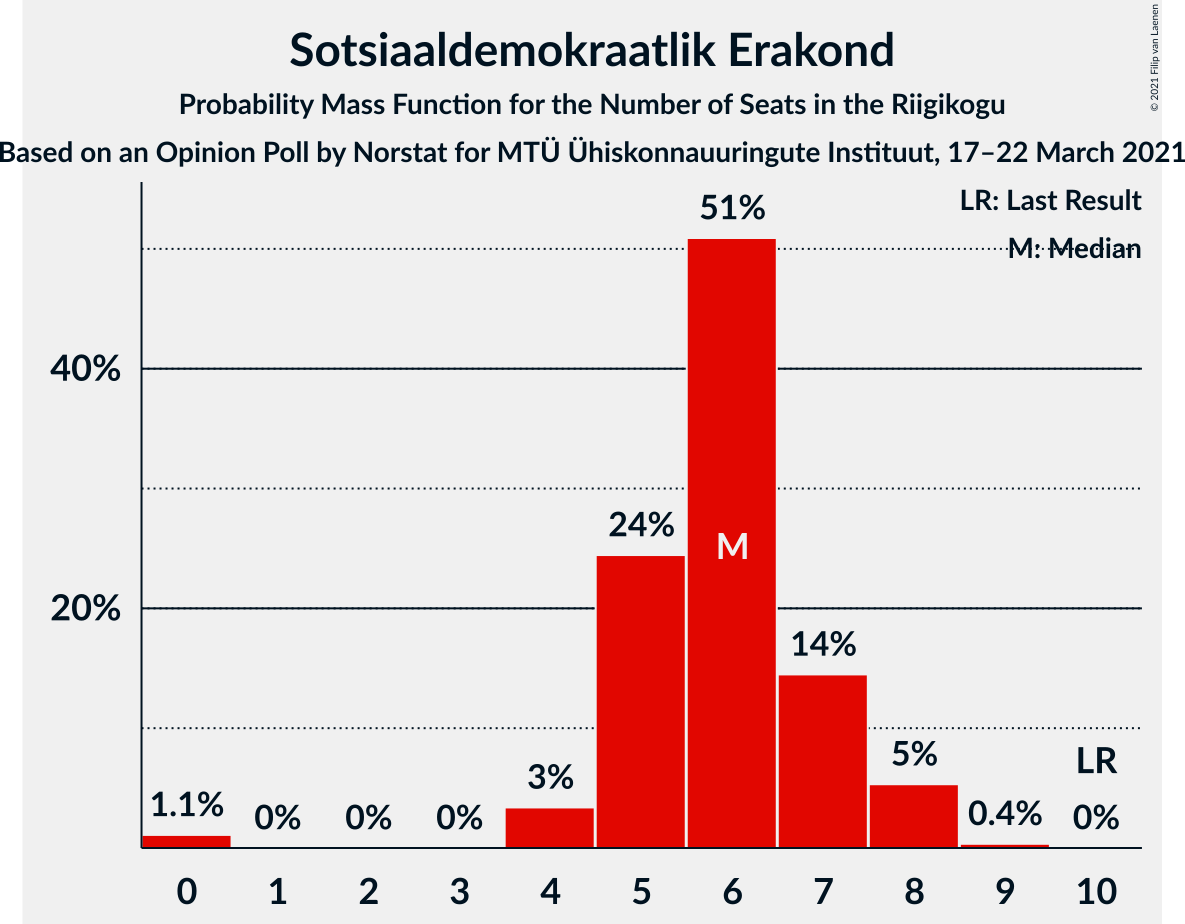 Sotsiaaldemokraatlik Erakond
Probability Mass Function for the Number of Seats in the Riigikogu
Based on an Opinion Poll by Norstat for MTÜ Ühiskonnauuringute Instituut, 17–22 March 2021
© 2021 Filip van Laenen
LR: Last Result
M: Median
51%
40%
24%
M
20%
14%
5%
LR
3%
1.1%
0%
0%
0%
0.4%
0%
0 1 2 3 4 5 6 7 8 9 10